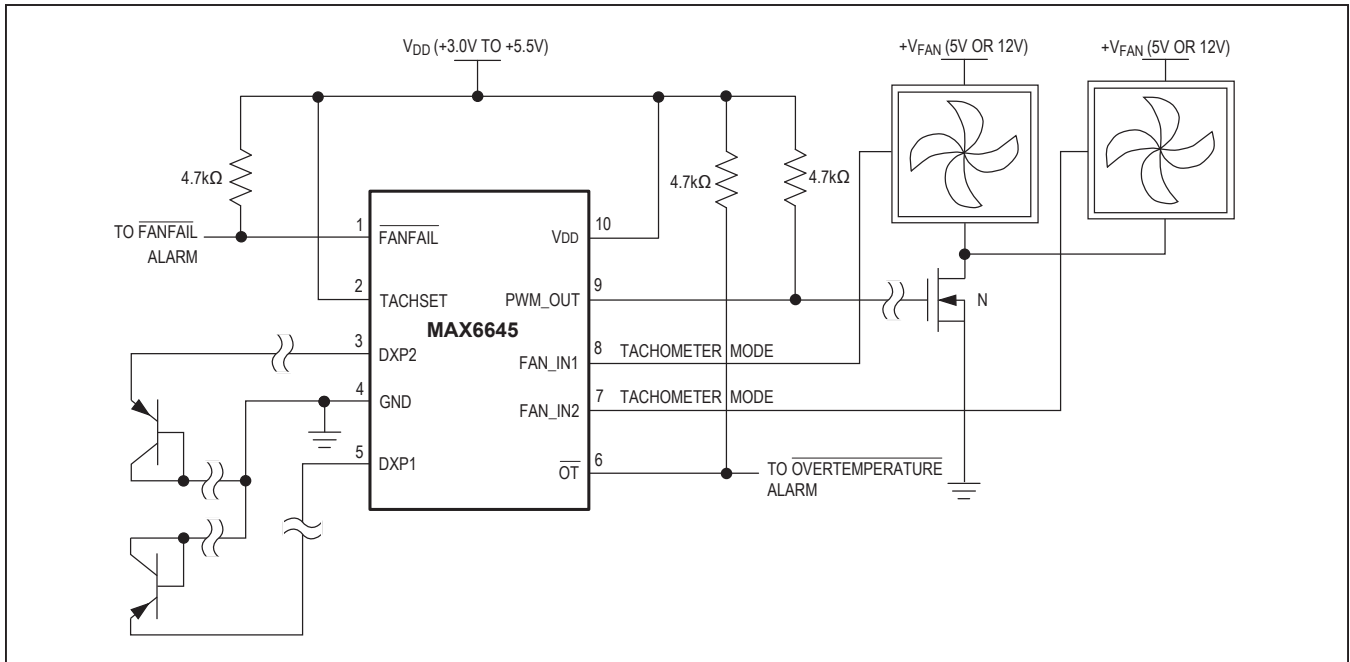 VDD (+3.0V TO +5.5V)
+VFAN (5V OR 12V)
+VFAN (5V OR 12V)
4.7kΩ
4.7kΩ
4.7kΩ
TO FANFAIL
ALARM
1
FANFAIL
VDD
10
2
TACHSET
PWM_OUT
9
N
MAX6645
3
DXP2
FAN_IN1
8
TACHOMETER MODE
4
GND
FAN_IN2
7
TACHOMETER MODE
5
DXP1
OT
6
TO OVERTEMPERATURE
ALARM